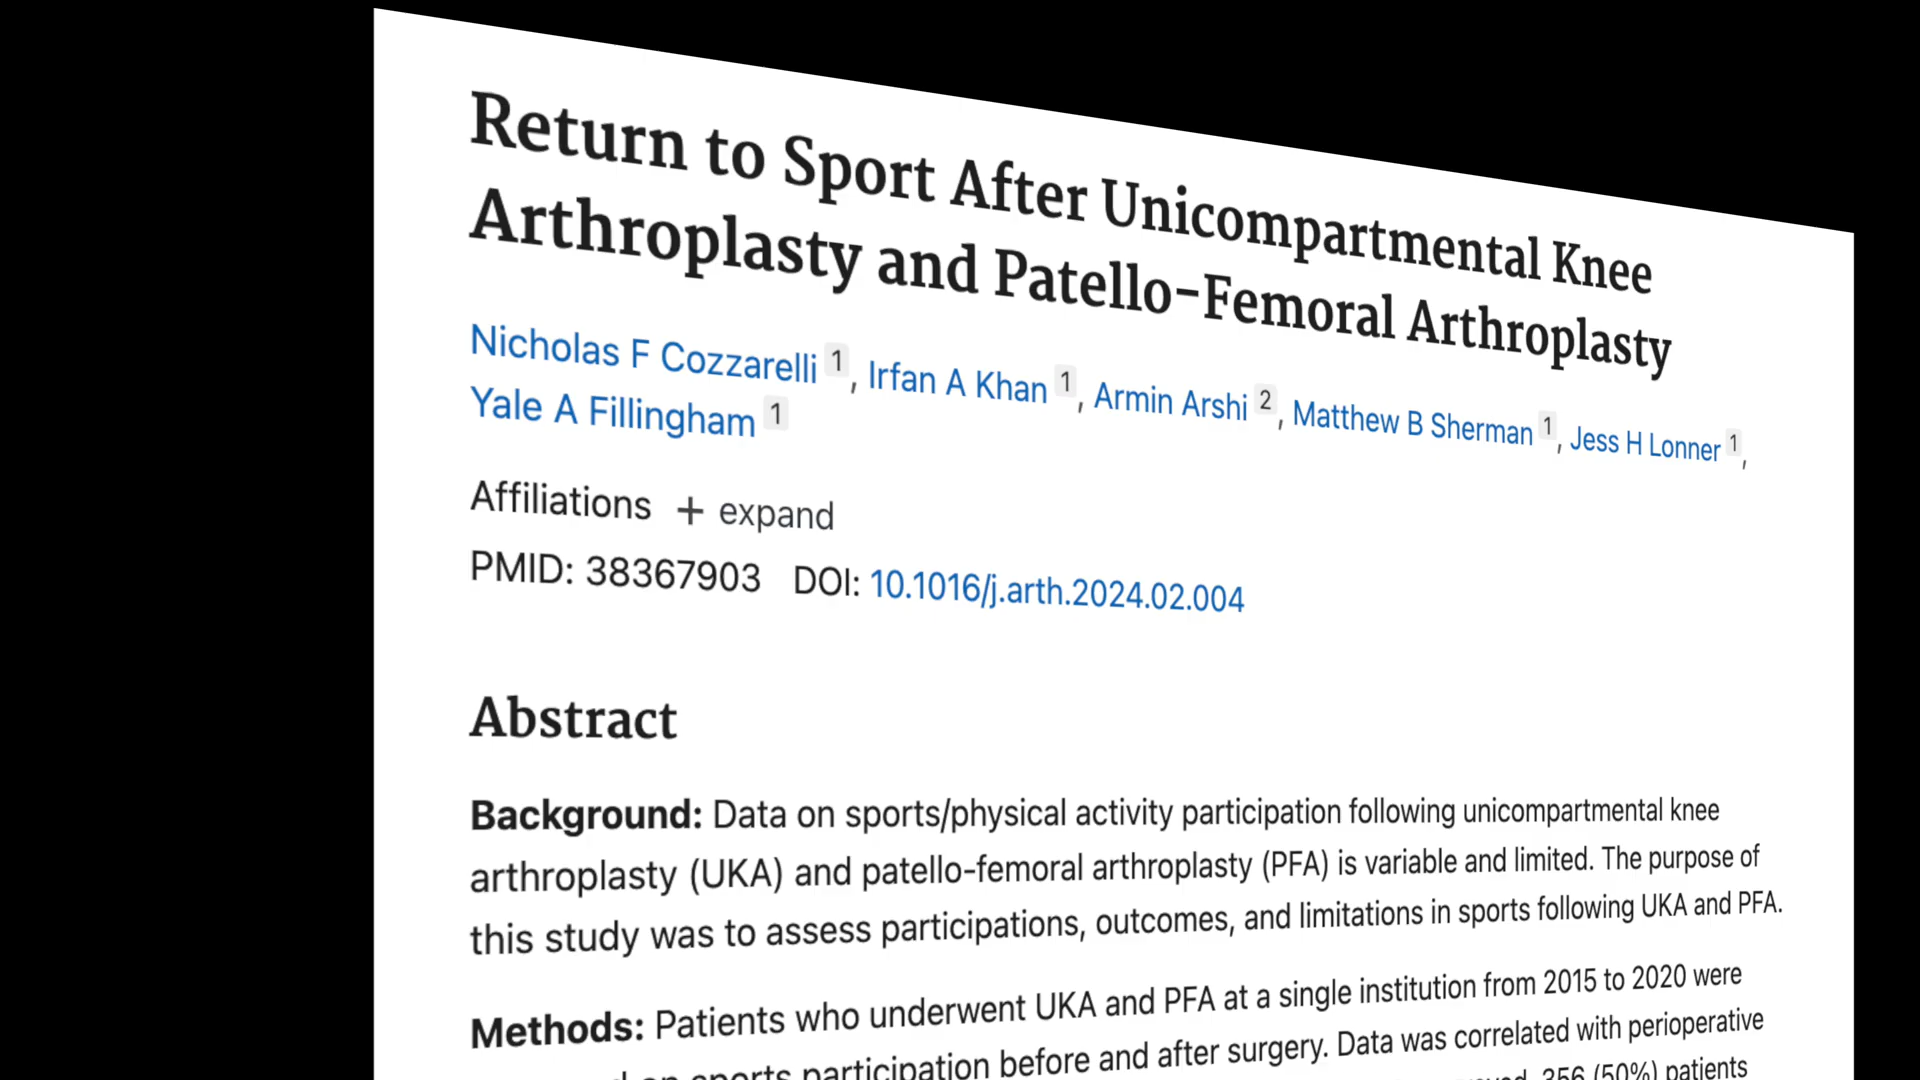 Return to Sport After Unicompartmental Knee
Arthroplasty and Patello-Femoral Arthroplasty
Nicholas F Cozzarelli 1, Irfan A Khan 1, Armin Arshi 2, Matthew B Sherman 1, Jess H Lonner 1,
Yale A Fillingham 1
Affiliations + expand
PMID: 38367903 DOI: 10.1016/j.arth.2024.02.004
Abstract
Background: Data on sports/physical activity participation following unicompartmental knee
arthroplasty (UKA) and patello-femoral arthroplasty (PFA) is variable and limited. The purpose of
this study was to assess participations, outcomes, and limitations in sports following UKA and PFA.
Methods: Patients who underwent UKA and PFA at a single institution from 2015 to 2020 were
on sports participation before and after surgery. Data was correlated with perioperative
356 (50%) patients